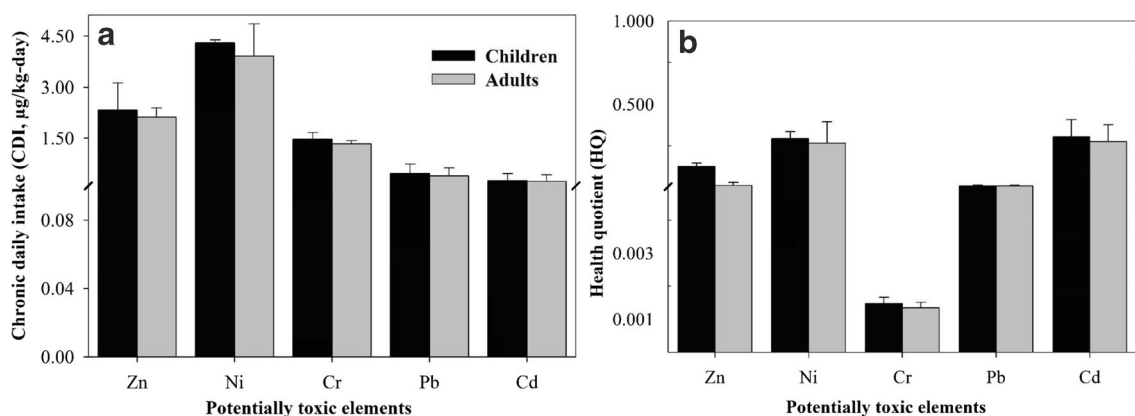 a
Chronic daily intake (CDI, µg/kg-day)
4.50
3.00
1.50
0.08
0.04
0.00
Children
Adults
Zn Ni Cr Pb Cd
Potentially toxic elements
b
Health quotient (HQ)
1.000
0.500
0.003
0.001
Zn Ni Cr Pb Cd
Potentially toxic elements